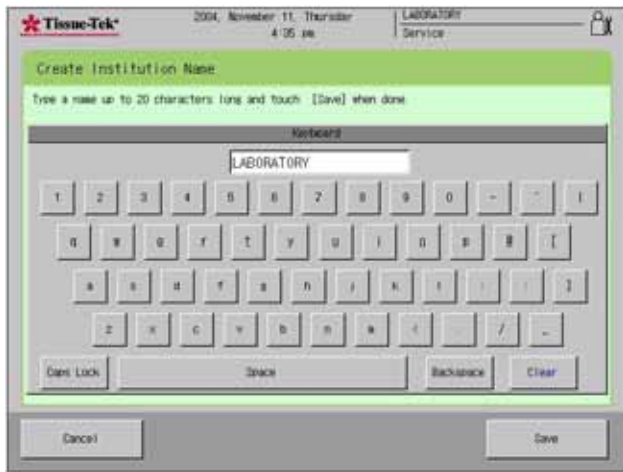 Tissue-Tek
2004, November 11, Thursday
4:35 pm
LABORATORY
Service
Create Institution Name
Type a name up to 20 characters long and touch [Save] when done.
Keyboard
LABORATORY
1 2 3 4 5 6 7 8 9 0 - ^
q w e r t y u i o p @ [
a s d f g h j k l ; : ]
z x c v b n m / _
Caps Lock Space Backspace Clear
Cancel Save